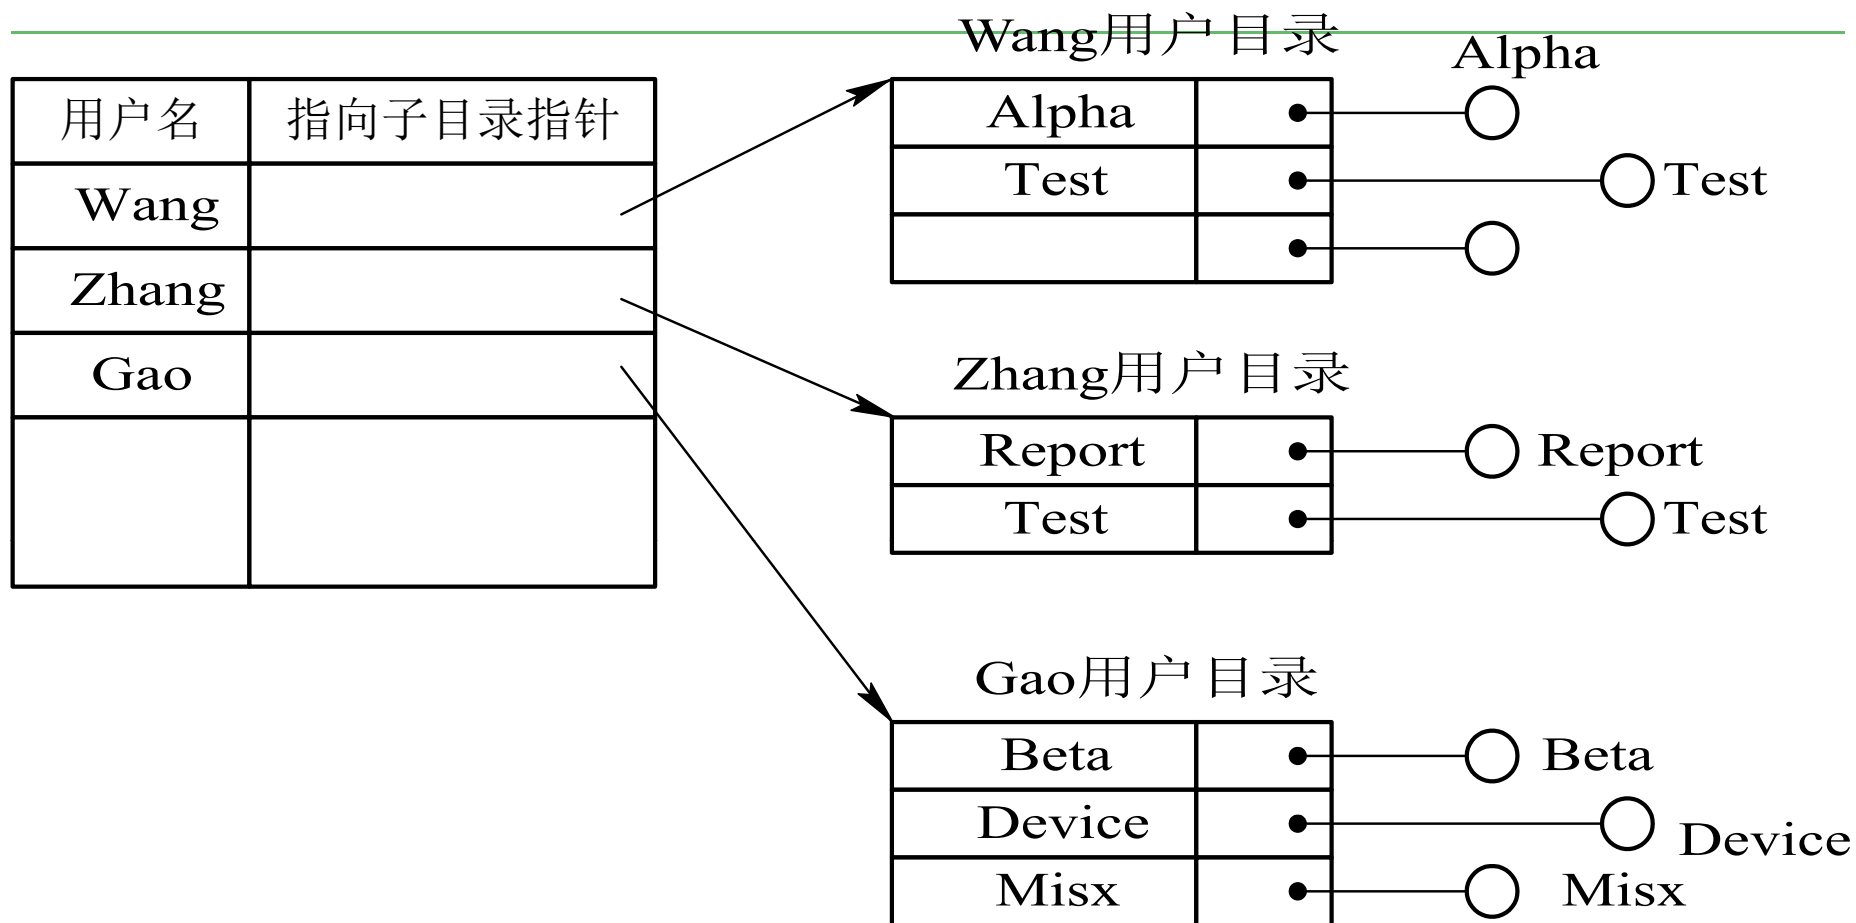 用户名 指向子目录指针
Wang
Zhang
Gao
Wang用户目录
Alpha
Alpha
Test Test
Zhang用户目录
Report Report
Test Test
Gao用户目录
Beta Beta
Device Device
Misx Misx